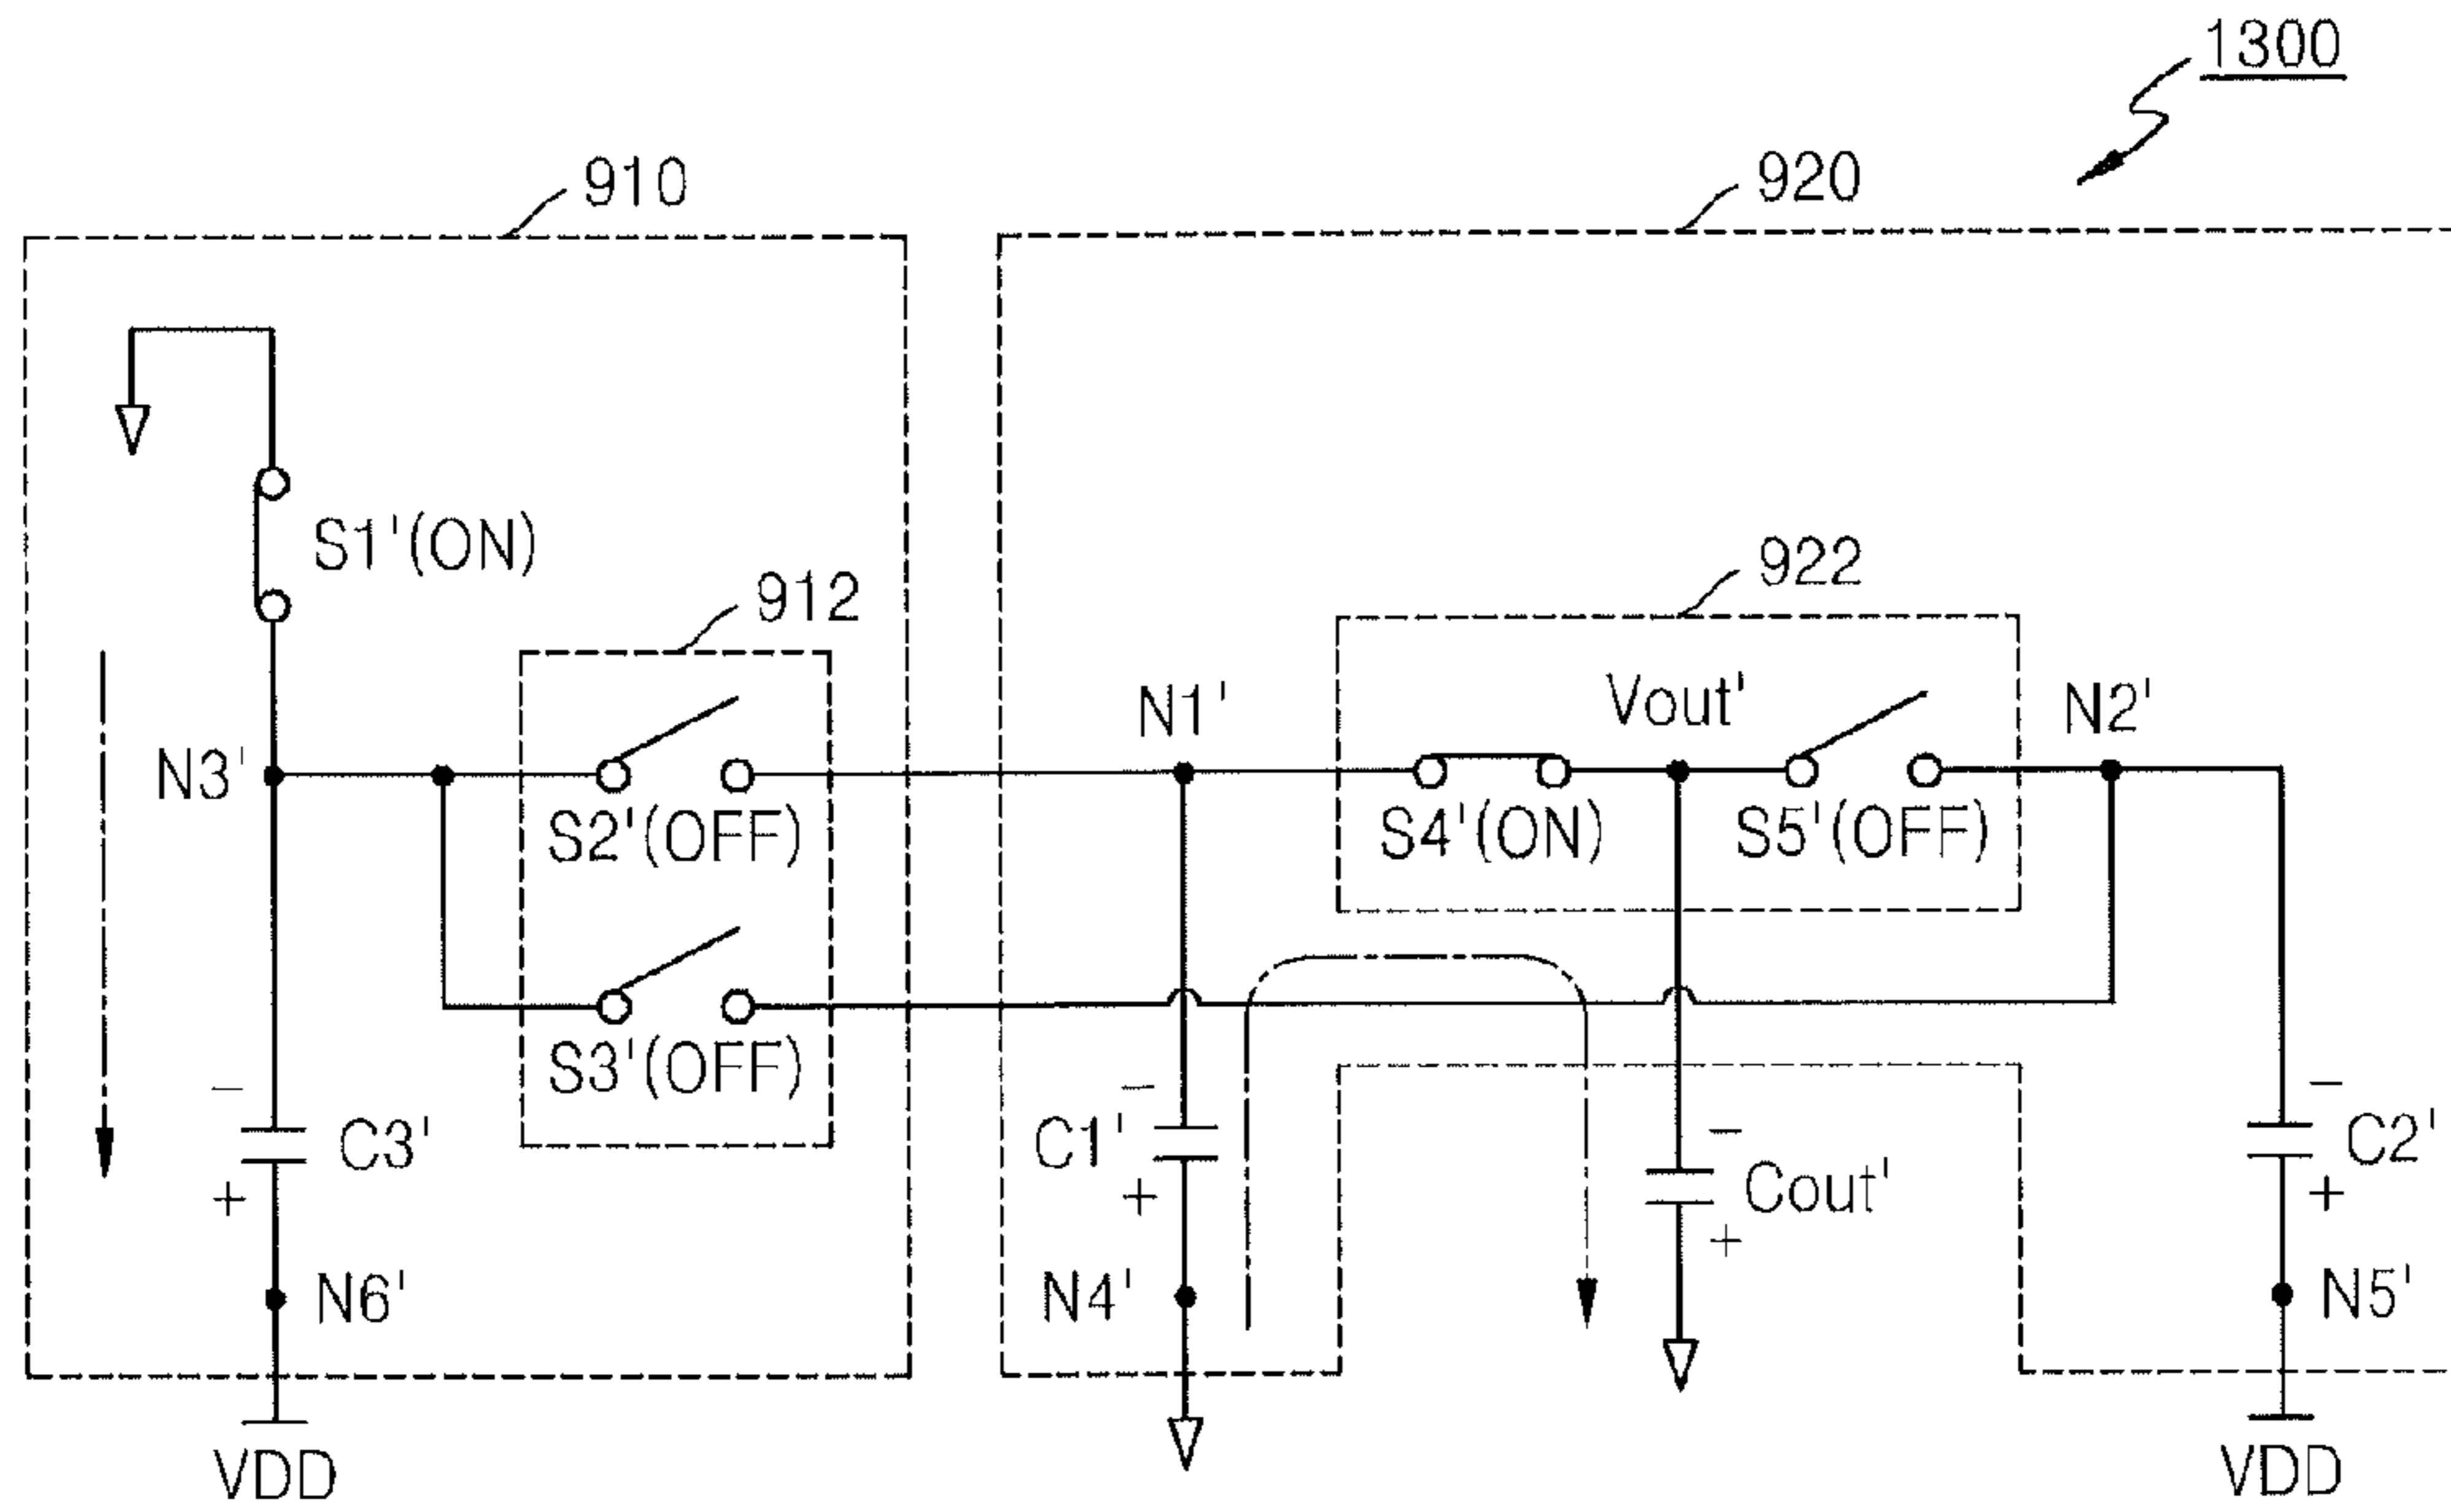 1300
910
920
S1'(ON)
912
922
N3'
N1'
Vout'
N2'
S2'(OFF)
S4'(ON)
S5'(OFF)
S3'(OFF)
−
C3'
+
−
C1'
+
−
Cout'
+
−
C2'
+
N6'
N4'
N5'
VDD
VDD